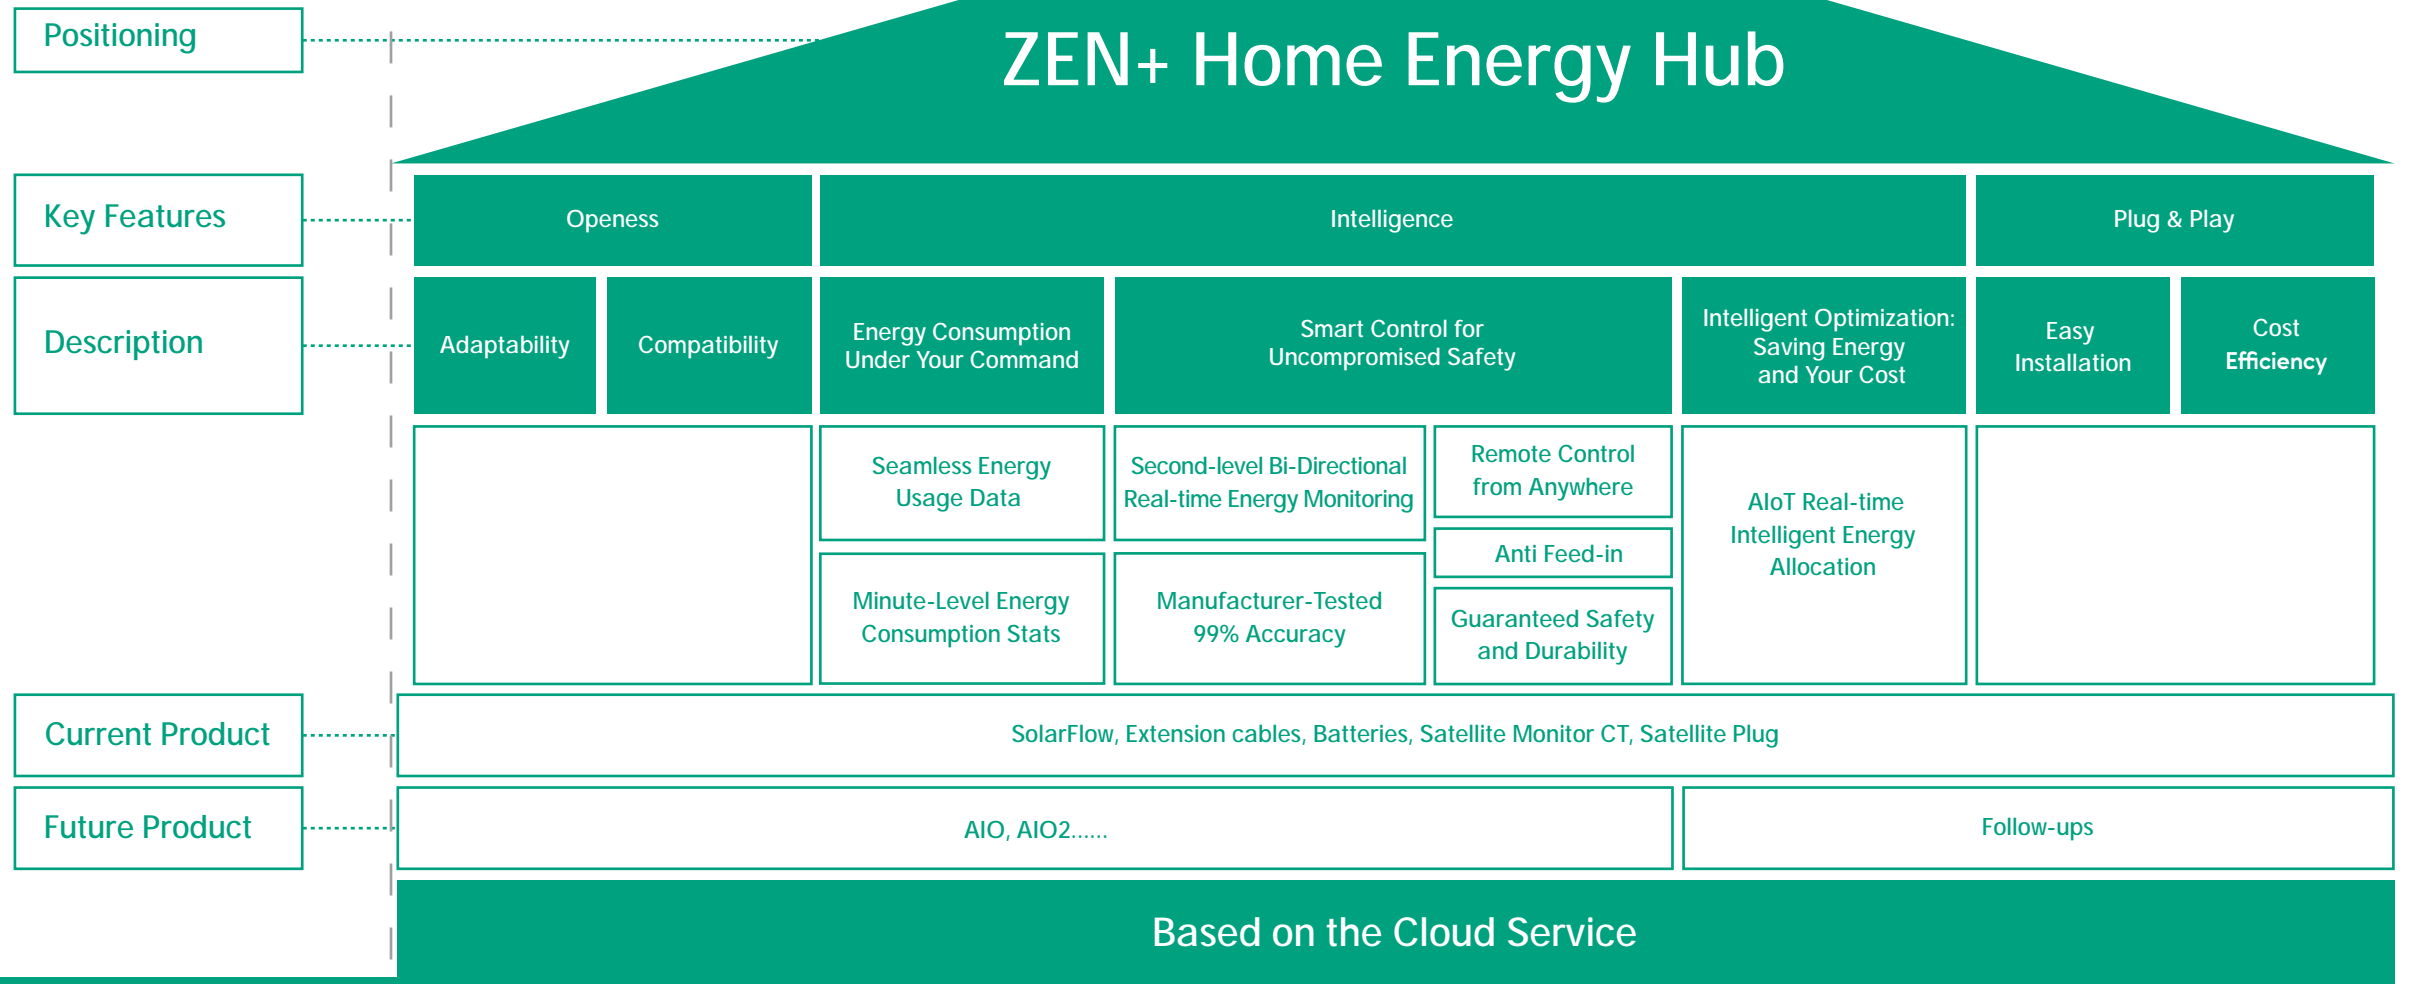 Positioning
ZEN+ Home Energy Hub
Key Features
Openess
Intelligence
Plug & Play
Description
Adaptability
Compatibility
Energy Consumption
Under Your Command
Smart Control for
Uncompromised Safety
Intelligent Optimization:
Saving Energy
and Your Cost
Easy
Installation
Cost
Efficiency
Seamless Energy
Usage Data
Second-level Bi-Directional
Real-time Energy Monitoring
Remote Control
from Anywhere
Anti Feed-in
AIoT Real-time
Intelligent Energy
Allocation
Minute-Level Energy
Consumption Stats
Manufacturer-Tested
99% Accuracy
Guaranteed Safety
and Durability
Current Product
SolarFlow, Extension cables, Batteries, Satellite Monitor CT, Satellite Plug
Future Product
AIO, AIO2......
Follow-ups
Based on the Cloud Service